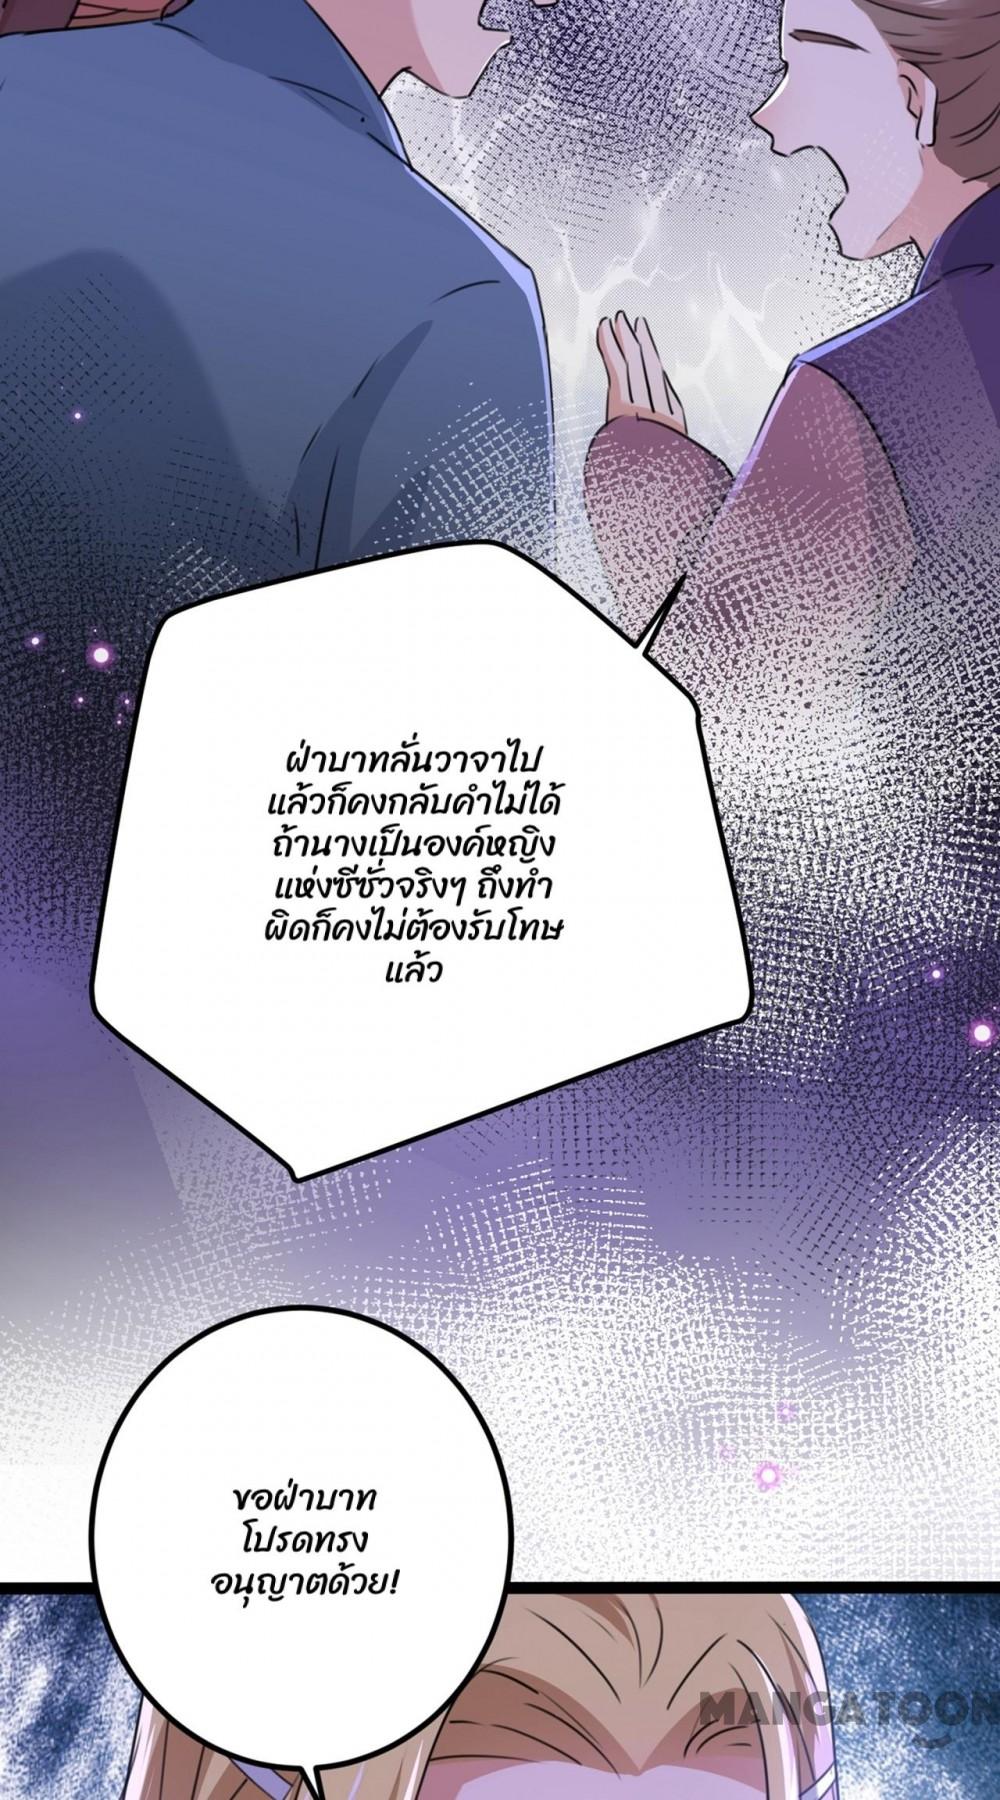 ฝ่าบาทลั่นวาจาไป
แล้วก็คงกลับคำไม่ได้
ถ้านางเป็นองค์หญิง
แห่งซีซั่วจริงๆ ถึงทำ
ผิดก็คงไม่ต้องรับโทษ
แล้ว
ขอฝ่าบาท
โปรดทรง
อนุญาตด้วย!
MANGATOON